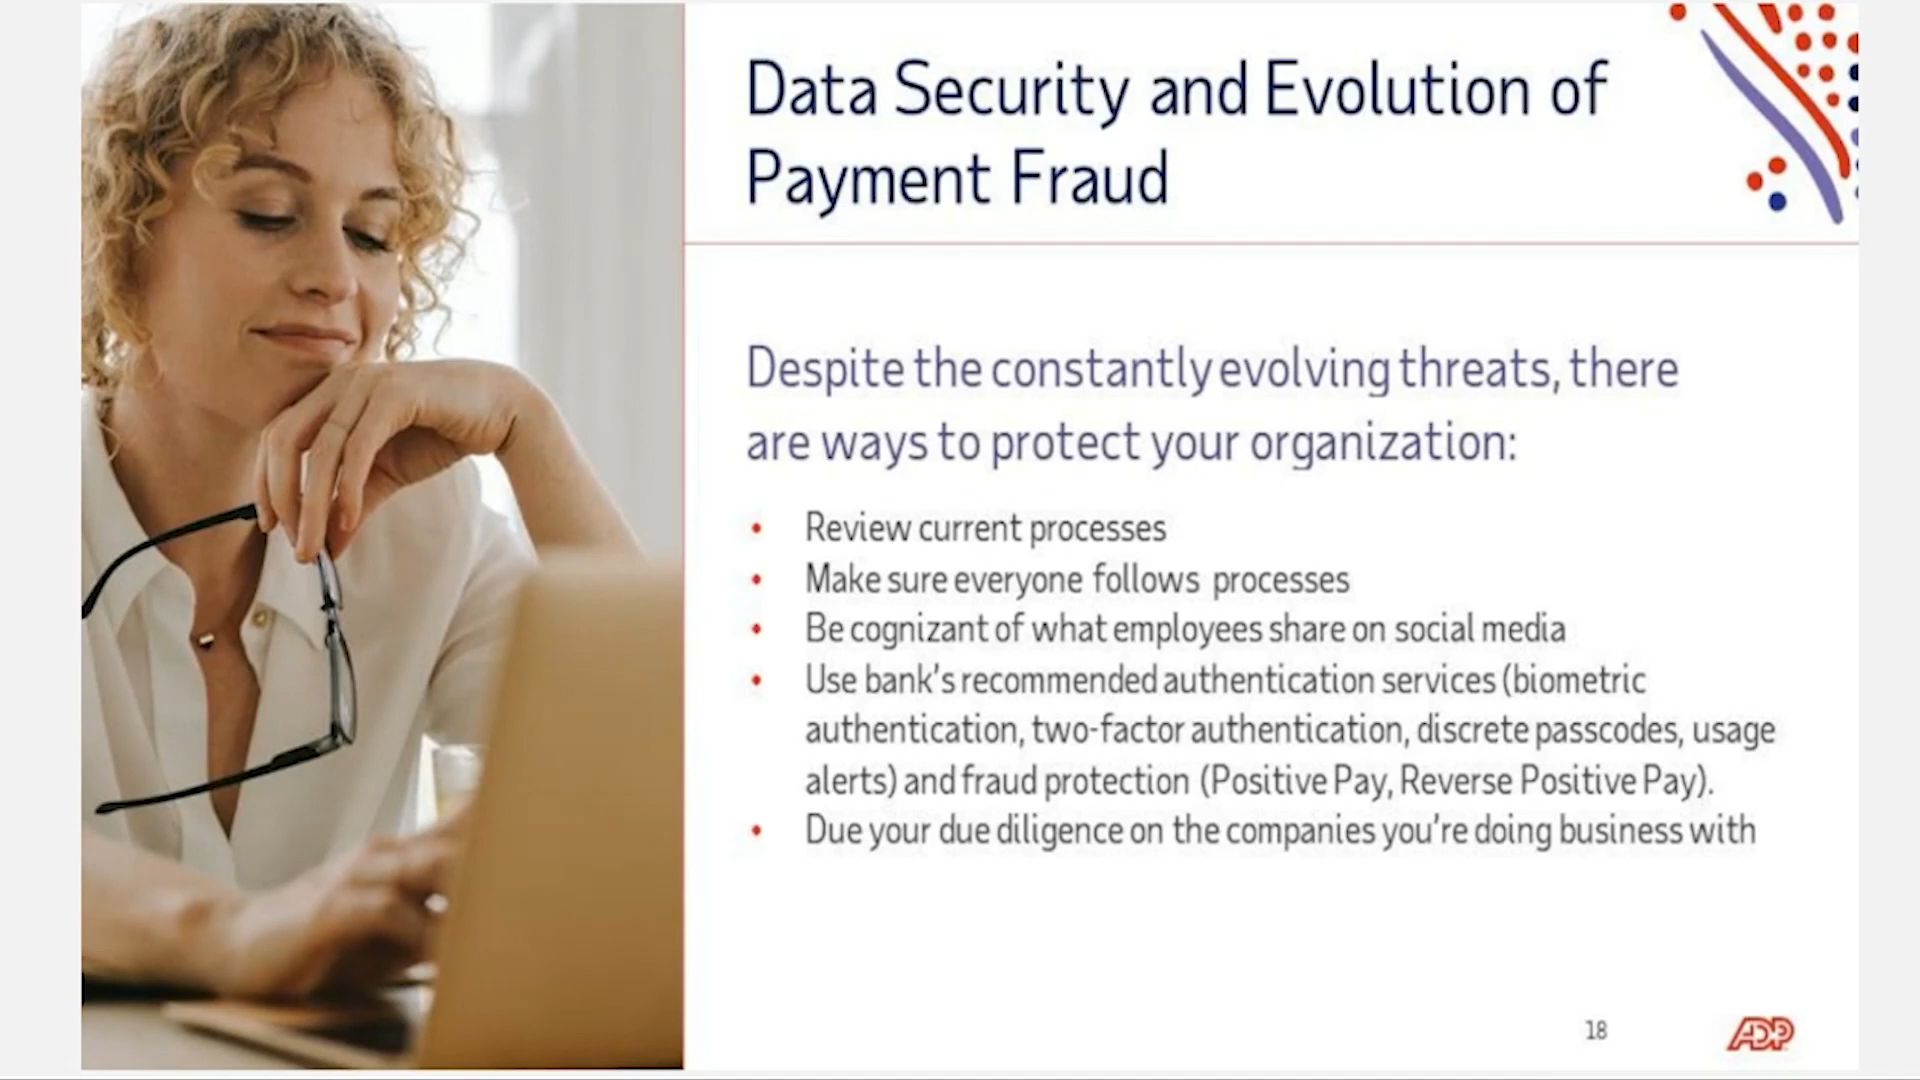 Data Security and Evolution of
Payment Fraud
Despite the constantly evolving threats, there
are ways to protect your organization:
• Review current processes
• Make sure everyone follows processes
• Be cognizant of what employees share on social media
• Use bank's recommended authentication services (biometric
authentication, two-factor authentication, discrete passcodes, usage
alerts) and fraud protection (Positive Pay, Reverse Positive Pay).
• Due your due diligence on the companies you're doing business with
18
ADP